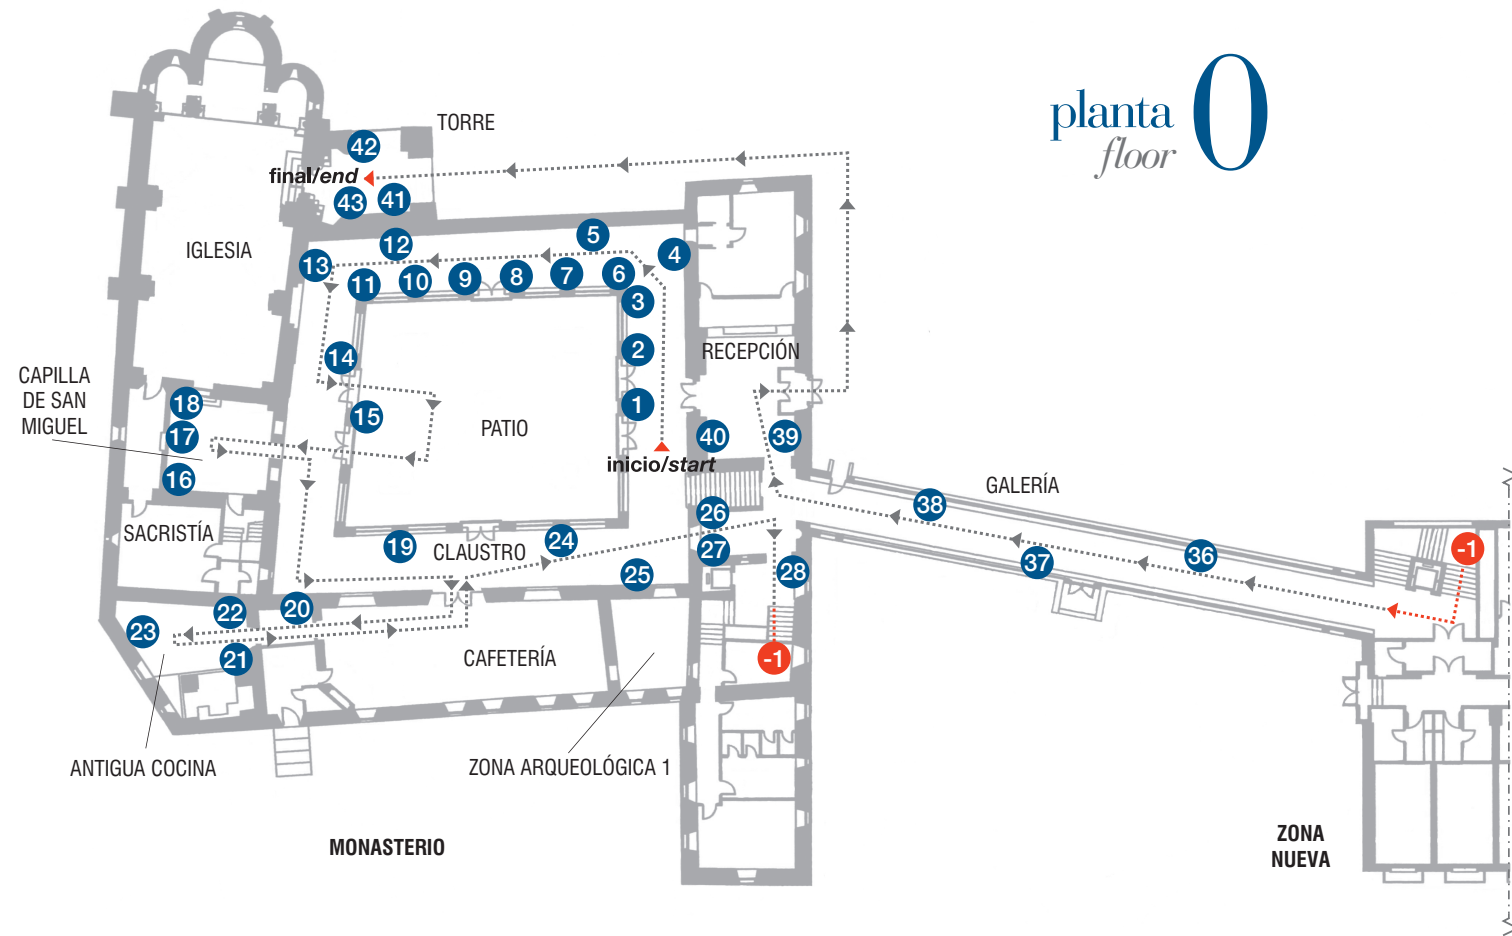 planta 0
floor
TORRE
42
final/end
43
41
IGLESIA
12
5
4
13
11
10
9
8
7
6
3
14
2
RECEPCIÓN
CAPILLA
DE SAN
MIGUEL
18
17
16
15
PATIO
1
inicio/start
40
39
GALERÍA
SACRISTÍA
19
CLAUSTRO
24
25
26
27
28
38
37
36
-1
22
20
23
21
CAFETERÍA
-1
ANTIGUA COCINA
ZONA ARQUEOLÓGICA 1
MONASTERIO
ZONA
NUEVA